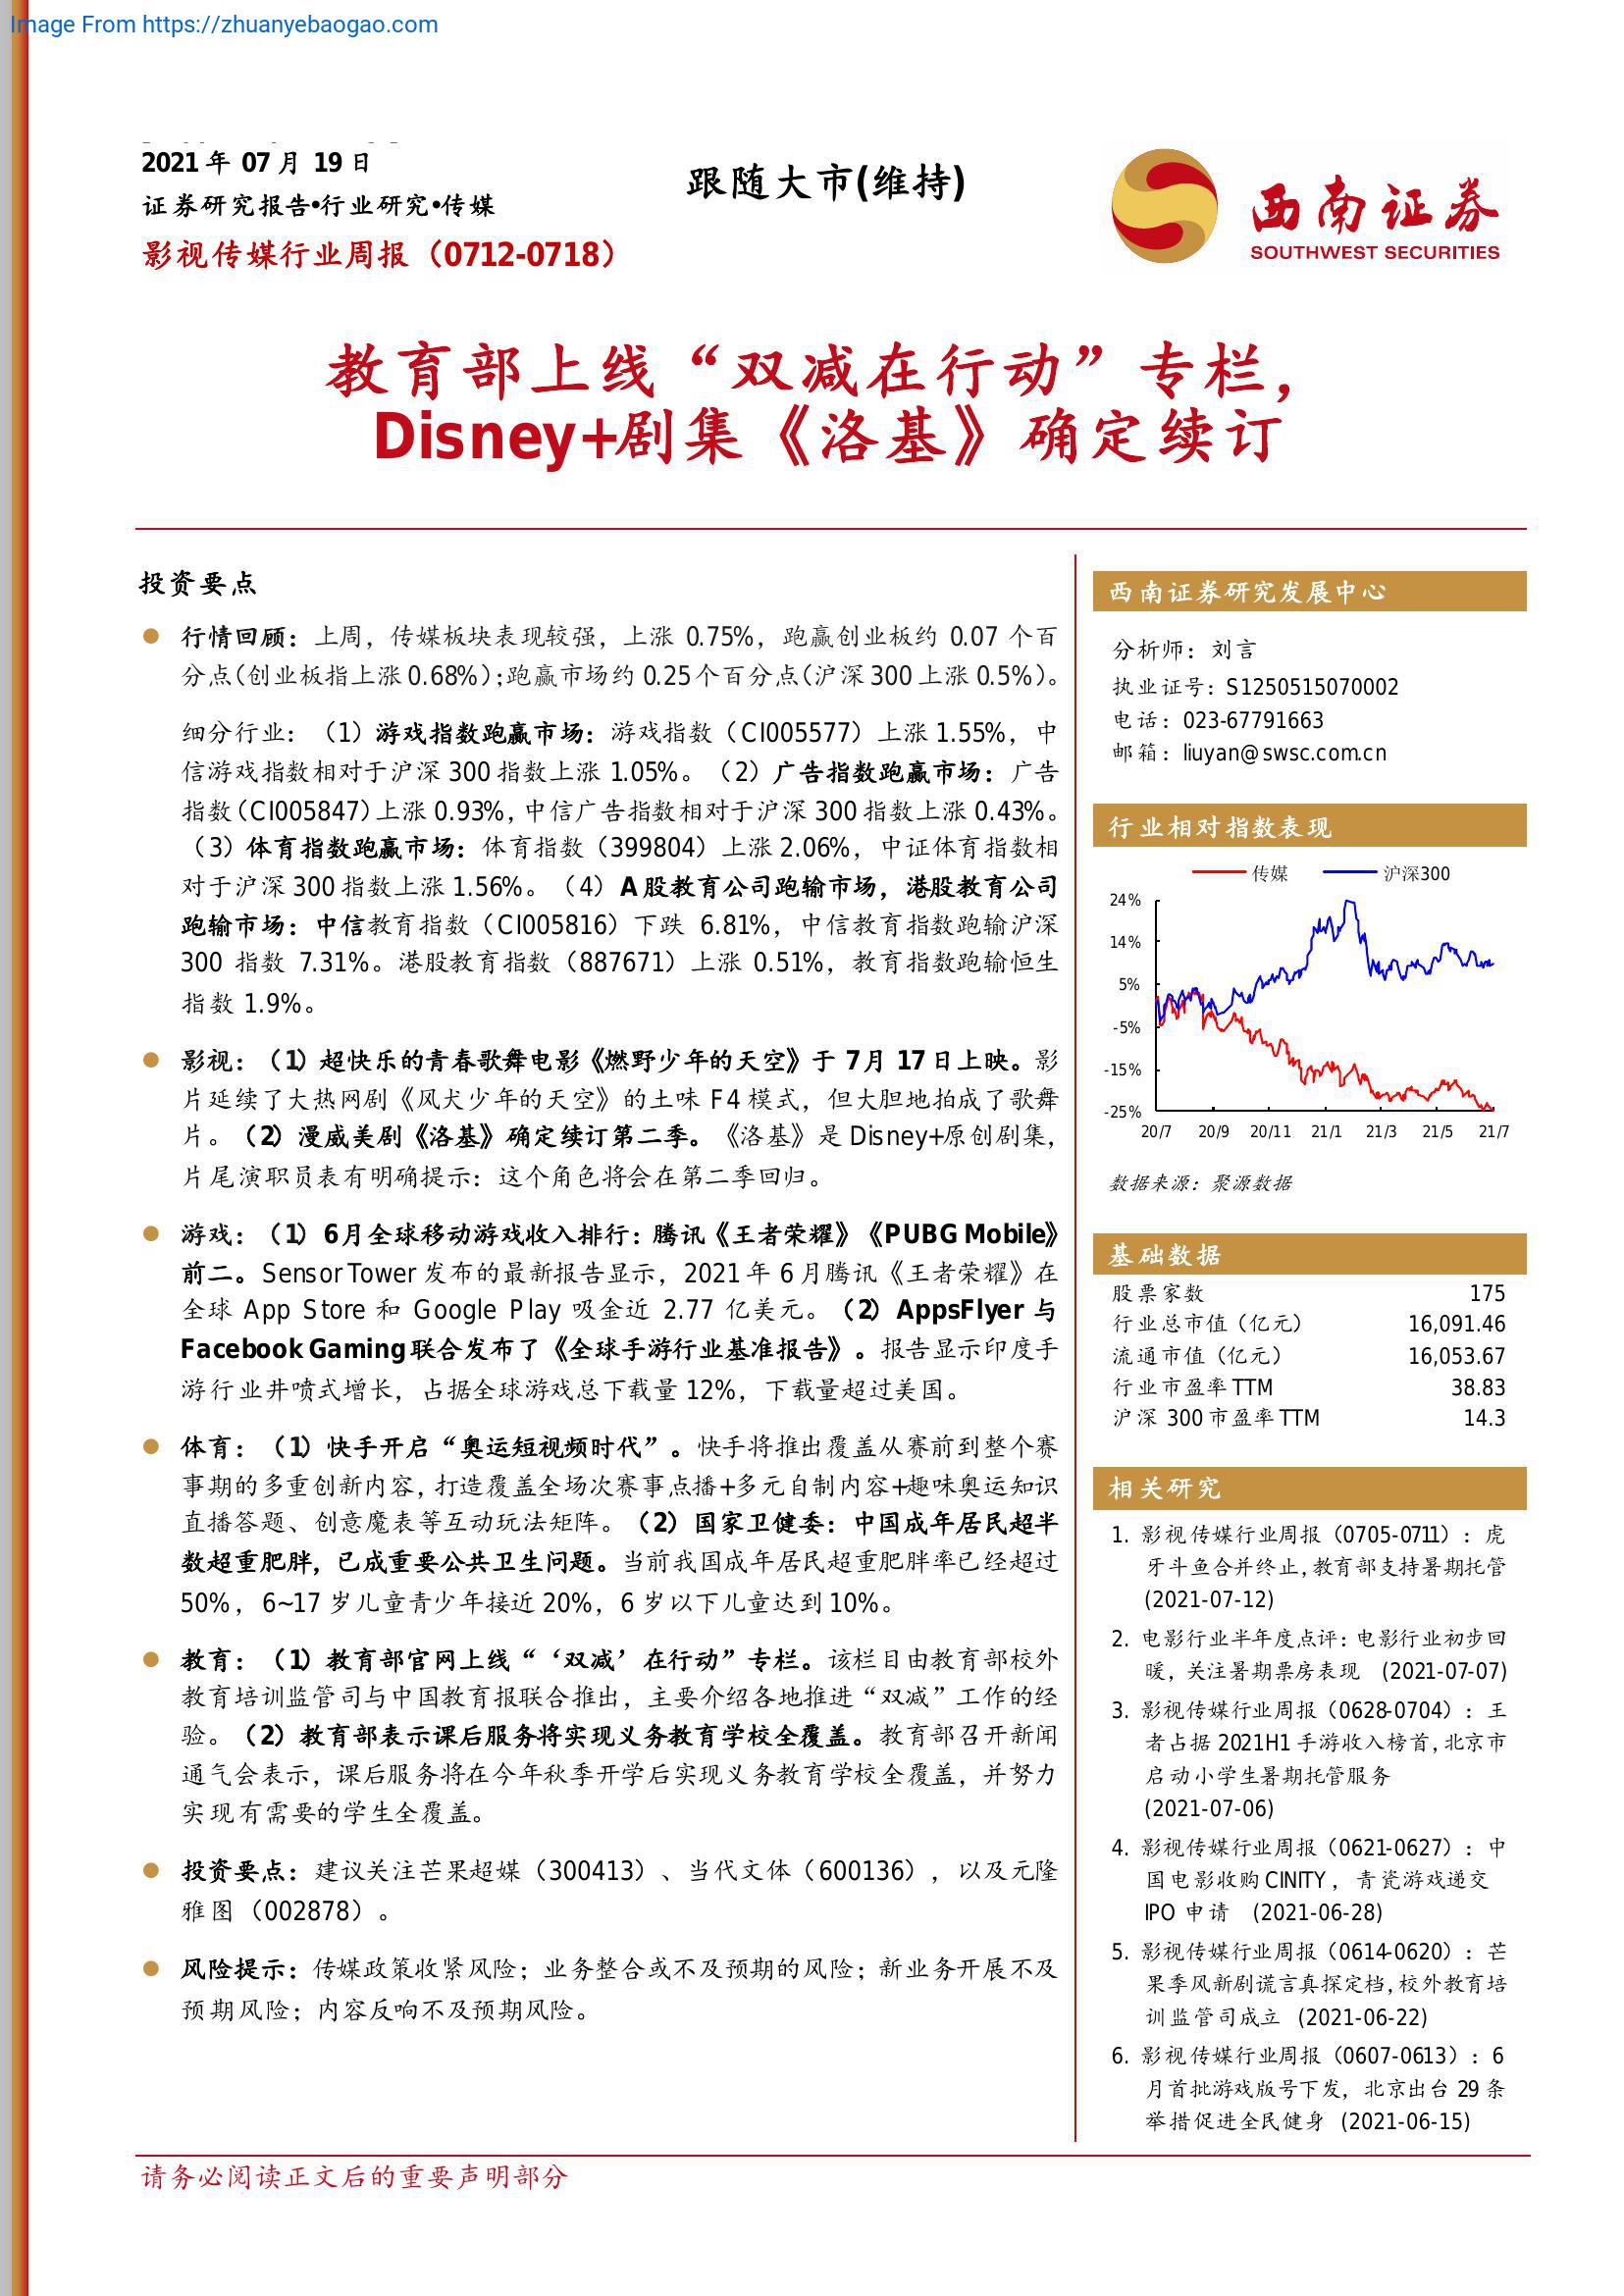 Image From https://zhuanyebaogao.com
2021 年 07 月 19 日
证券研究报告•行业研究•传媒
影视传媒行业周报（0712-0718）
跟随大市(维持)
西南证券
SOUTHWEST SECURITIES
教育部上线“双减在行动”专栏，
Disney+剧集《洛基》确定续订
投资要点
行情回顾：上周，传媒板块表现较强，上涨 0.75%，跑赢创业板约 0.07 个百
分点（创业板指上涨 0.68%）；跑赢市场约 0.25 个百分点（沪深 300 上涨 0.5%）。
细分行业：（1）游戏指数跑赢市场：游戏指数（CI005577）上涨 1.55%，中
信游戏指数相对于沪深 300 指数上涨 1.05%。（2）广告指数跑赢市场：广告
指数（CI005847）上涨 0.93%，中信广告指数相对于沪深 300 指数上涨 0.43%。
（3）体育指数跑赢市场：体育指数（399804）上涨 2.06%，中证体育指数相
对于沪深 300 指数上涨 1.56%。（4）A 股教育公司跑输市场，港股教育公司
跑输市场：中信教育指数（CI005816）下跌 6.81%，中信教育指数跑输沪深
300 指数 7.31%。港股教育指数（887671）上涨 0.51%，教育指数跑输恒生
指数 1.9%。
影视：（1）超快乐的青春歌舞电影《燃野少年的天空》于 7 月 17 日上映。影
片延续了大热网剧《风犬少年的天空》的土味 F4 模式，但大胆地拍成了歌舞
片。（2）漫威美剧《洛基》确定续订第二季。《洛基》是 Disney+原创剧集，
片尾演职员表有明确提示：这个角色将会在第二季回归。
游戏：（1）6 月全球移动游戏收入排行：腾讯《王者荣耀》《PUBG Mobile》
前二。Sensor Tower 发布的最新报告显示，2021 年 6 月腾讯《王者荣耀》在
全球 App Store 和 Google Play 吸金近 2.77 亿美元。（2）AppsFlyer 与
Facebook Gaming 联合发布了《全球手游行业基准报告》。报告显示印度手
游行业井喷式增长，占据全球游戏总下载量 12%，下载量超过美国。
体育：（1）快手开启“奥运短视频时代”。快手将推出覆盖从赛前到整个赛
事期的多重创新内容，打造覆盖全场次赛事点播+多元自制内容+趣味奥运知识
直播答题、创意魔表等互动玩法矩阵。（2）国家卫健委：中国成年居民超半
数超重肥胖，已成重要公共卫生问题。当前我国成年居民超重肥胖率已经超过
50%，6~17 岁儿童青少年接近 20%，6 岁以下儿童达到 10%。
教育：（1）教育部官网上线“‘双减’在行动”专栏。该栏目由教育部校外
教育培训监管司与中国教育报联合推出，主要介绍各地推进“双减”工作的经
验。（2）教育部表示课后服务将实现义务教育学校全覆盖。教育部召开新闻
通气会表示，课后服务将在今年秋季开学后实现义务教育学校全覆盖，并努力
实现有需要的学生全覆盖。
投资要点：建议关注芒果超媒（300413）、当代文体（600136），以及元隆
雅图（002878）。
风险提示：传媒政策收紧风险；业务整合或不及预期的风险；新业务开展不及
预期风险；内容反响不及预期风险。
西南证券研究发展中心
分析师：刘言
执业证号：S1250515070002
电话：023-67791663
邮箱：liuyan@swsc.com.cn
行业相对指数表现
传媒 沪深300
24%
14%
5%
-5%
-15%
-25%
20/7 20/9 20/11 21/1 21/3 21/5 21/7
数据来源：聚源数据
基础数据
股票家数 175
行业总市值（亿元） 16,091.46
流通市值（亿元） 16,053.67
行业市盈率 TTM 38.83
沪深 300 市盈率 TTM 14.3
相关研究
1. 影视传媒行业周报（0705-0711）：虎
牙斗鱼合并终止，教育部支持暑期托管
(2021-07-12)
2. 电影行业半年度点评：电影行业初步回
暖，关注暑期票房表现 (2021-07-07)
3. 影视传媒行业周报（0628-0704）：王
者占据 2021H1 手游收入榜首，北京市
启动小学生暑期托管服务
(2021-07-06)
4. 影视传媒行业周报（0621-0627）：中
国电影收购 CINITY，青瓷游戏递交
IPO 申请 (2021-06-28)
5. 影视传媒行业周报（0614-0620）：芒
果季风新剧谎言真探定档，校外教育培
训监管司成立 (2021-06-22)
6. 影视传媒行业周报（0607-0613）：6
月首批游戏版号下发，北京出台 29 条
举措促进全民健身 (2021-06-15)
请务必阅读正文后的重要声明部分